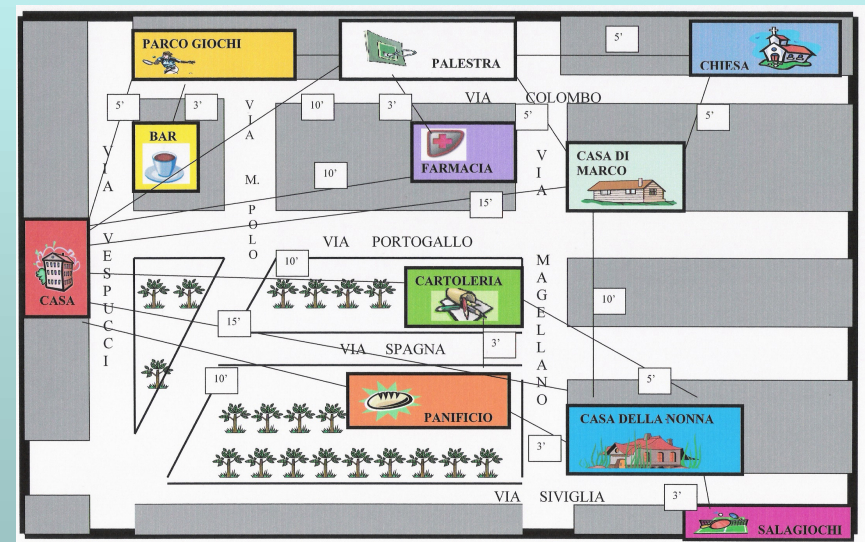 PARCO GIOCHI
PALESTRA
5'
CHIESA
VIA COLOMBO
5'
3'
VIA M. POLO
10'
3'
5'
5'
BAR
FARMACIA
CASA DI
MARCO
10'
15'
VIA VESPUCCI
VIA MAGELLANO
VIA PORTOGALLO
CASA
10'
CARTOLERIA
10'
15'
VIA SPAGNA
3'
10'
5'
PANIFICIO
CASA DELLA NONNA
3'
VIA SIVIGLIA
3'
SALAGIOCHI